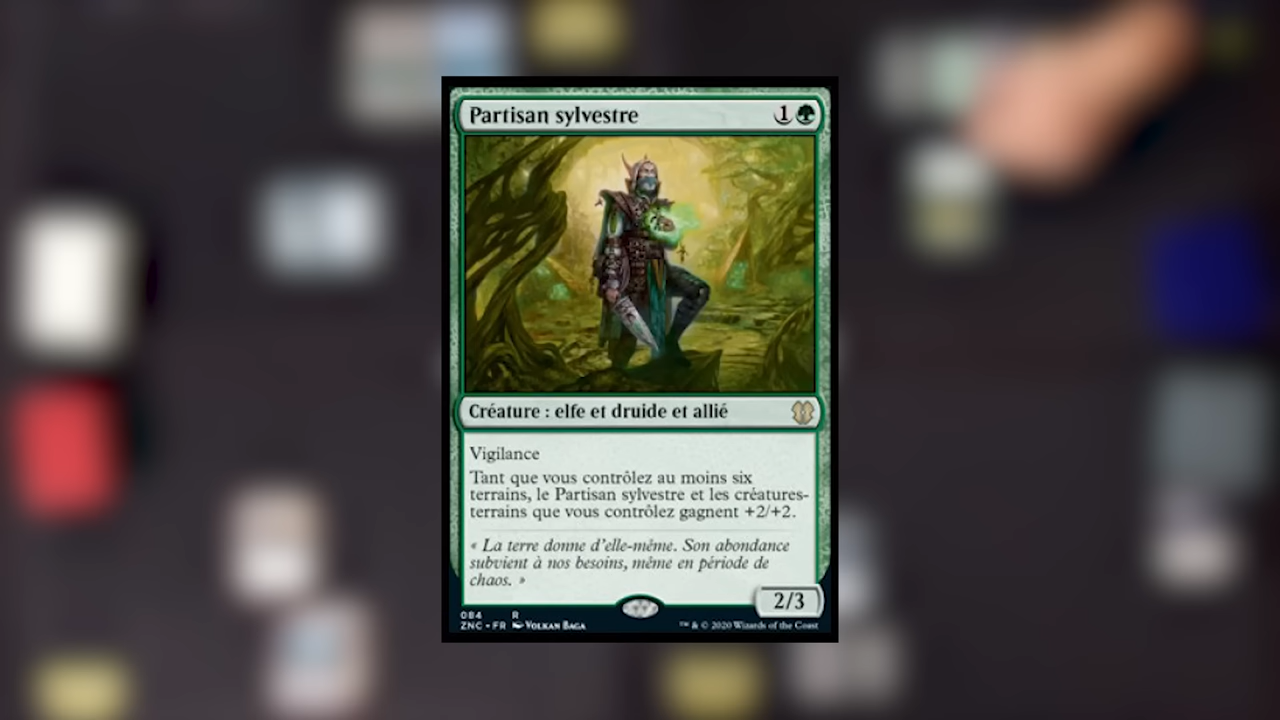 Partisan sylvestre 1
Créature : elfe et druide et allié
Vigilance
Tant que vous contrôlez au moins six
terrains, le Partisan sylvestre et les créatures-
terrains que vous contrôlez gagnent +2/+2.
« La terre donne d'elle-même. Son abondance
subvient à nos besoins, même en période de
chaos. »
2/3
084 R
ZNC • FR Volkan Baga ™ & © 2020 Wizards of the Coast